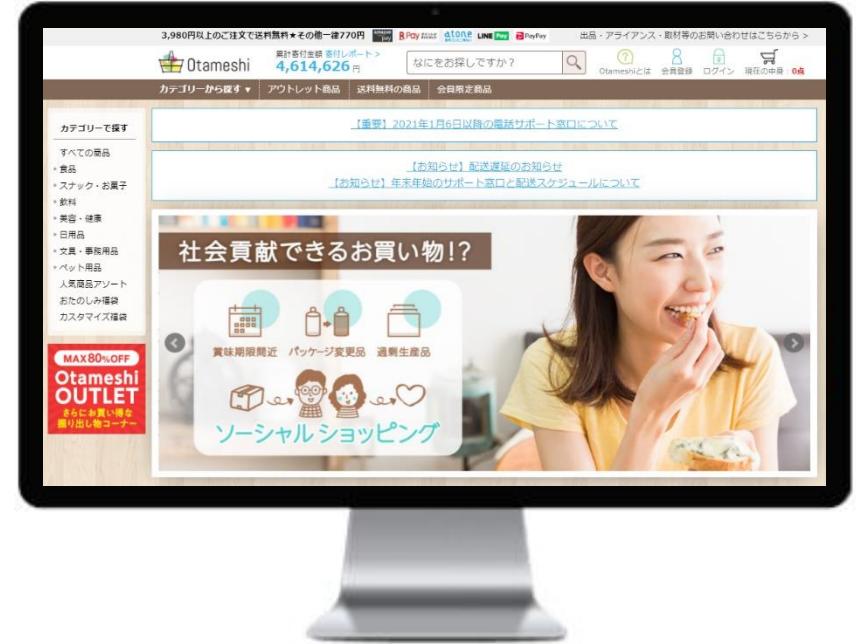 3,980円以上のご注文で送料無料★その他一律770円 amazon pay R Pay atone LINE Pay PayPay 出品・アライアンス・取材等のお問い合わせはこちらから >
Otameshi
累計寄付金額 寄付レポート >
4,614,626 円
なにをお探しですか？
Otameshiとは 会員登録 ログイン 現在の中身：0点
カテゴリーから探す ▼ アウトレット商品 送料無料の商品 会員限定商品
カテゴリーで探す
すべての商品
食品
スナック・お菓子
飲料
美容・健康
日用品
文具・事務用品
ペット用品
人気商品アソート
おたのしみ福袋
カスタマイズ福袋
MAX80%OFF
Otameshi
OUTLET
さらにお買い得な
掘り出し物コーナー
【重要】2021年1月6日以降の電話サポート窓口について
【お知らせ】配送遅延のお知らせ
【お知らせ】年末年始のサポート窓口と配送スケジュールについて
社会貢献できるお買い物!?
賞味期限間近 パッケージ変更品 過剰生産品
ソーシャルショッピング